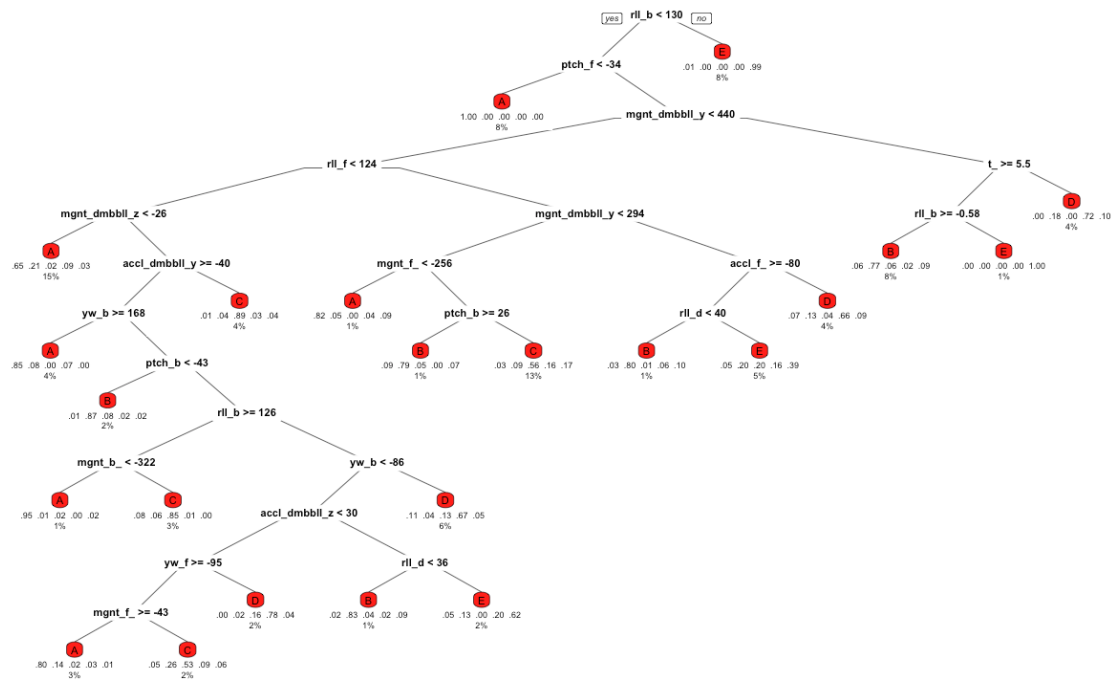 yes rll_b < 130 no
ptch_f < -34
E
.01 .00 .00 .00 .99
8%
A
1.00 .00 .00 .00 .00
8%
mgnt_dmbbll_y < 440
rll_f < 124
t_ >= 5.5
mgnt_dmbbll_z < -26
mgnt_dmbbll_y < 294
rll_b >= -0.58
D
.00 .18 .00 .72 .10
4%
A
.65 .21 .02 .09 .03
15%
accl_dmbbll_y >= -40
mgnt_f_ < -256
accl_f_ >= -80
B
.06 .77 .06 .02 .09
8%
E
.00 .00 .00 .00 1.00
1%
yw_b >= 168
C
.01 .04 .89 .03 .04
4%
A
.82 .05 .00 .04 .09
1%
ptch_b >= 26
rll_d < 40
D
.07 .13 .04 .66 .09
4%
A
.85 .08 .00 .07 .00
4%
ptch_b < -43
B
.09 .79 .05 .00 .07
1%
C
.03 .09 .56 .16 .17
13%
B
.03 .80 .01 .06 .10
1%
E
.05 .20 .20 .16 .39
5%
B
.01 .87 .08 .02 .02
2%
rll_b >= 126
mgnt_b_ < -322
yw_b < -86
A
.95 .01 .02 .00 .02
1%
C
.08 .06 .85 .01 .00
3%
accl_dmbbll_z < 30
D
.11 .04 .13 .67 .05
6%
yw_f >= -95
rll_d < 36
mgnt_f_ >= -43
D
.00 .02 .16 .78 .04
2%
B
.02 .83 .04 .02 .09
1%
E
.05 .13 .00 .20 .62
2%
A
.80 .14 .02 .03 .01
3%
C
.05 .26 .53 .09 .06
2%